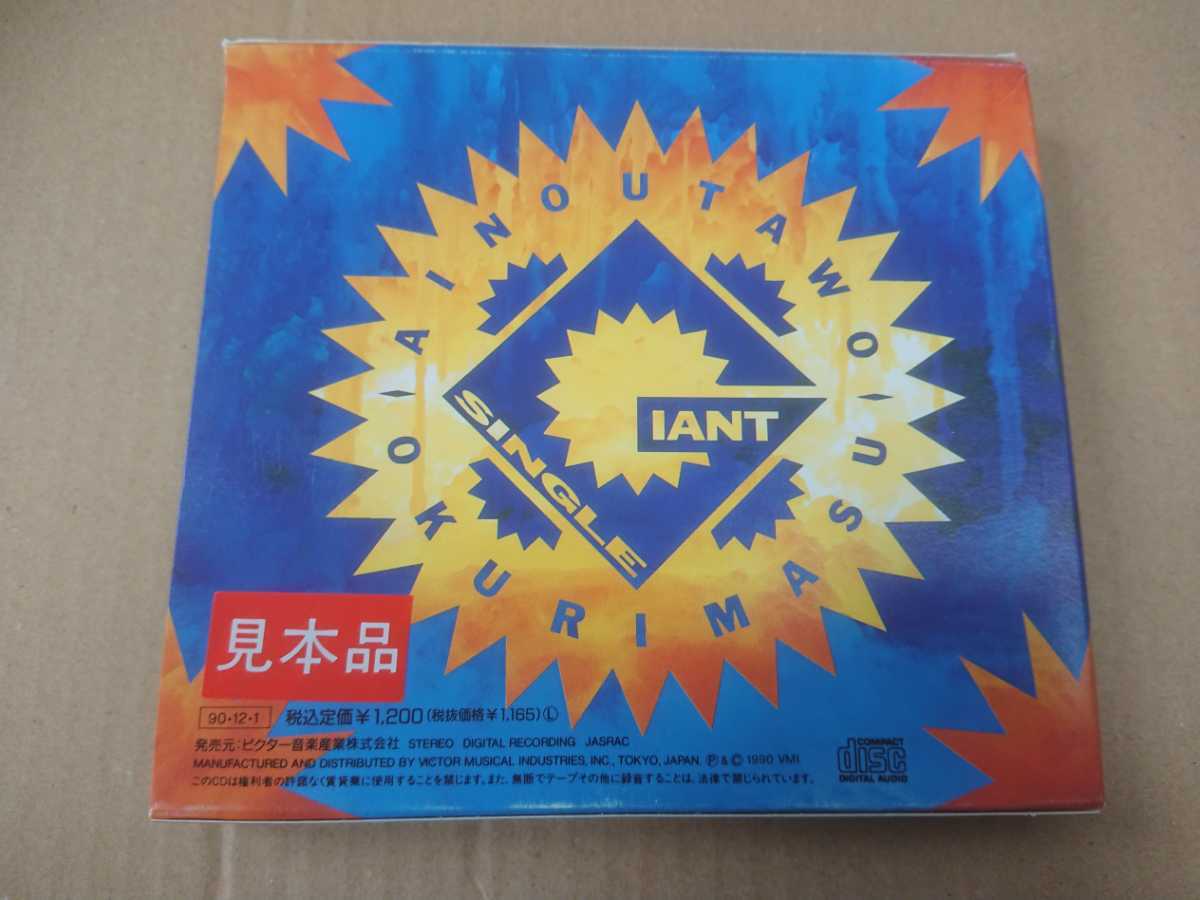 AINOUTAWO
OKURIMASU
GIANT
SINGLE
見本品
90・12・1 税込定価¥1,200(税抜価格¥1,165)Ⓛ
発売元:ビクター音楽産業株式会社 STEREO DIGITAL RECORDING JASRAC
MANUFACTURED AND DISTRIBUTED BY VICTOR MUSICAL INDUSTRIES, INC., TOKYO, JAPAN. ℗ & © 1990 VMI
このCDは権利者の許諾なく賃貸業に使用することを禁じます。また、無断でテープその他に録音することは、法律で禁じられています。
COMPACT
disc
DIGITAL AUDIO